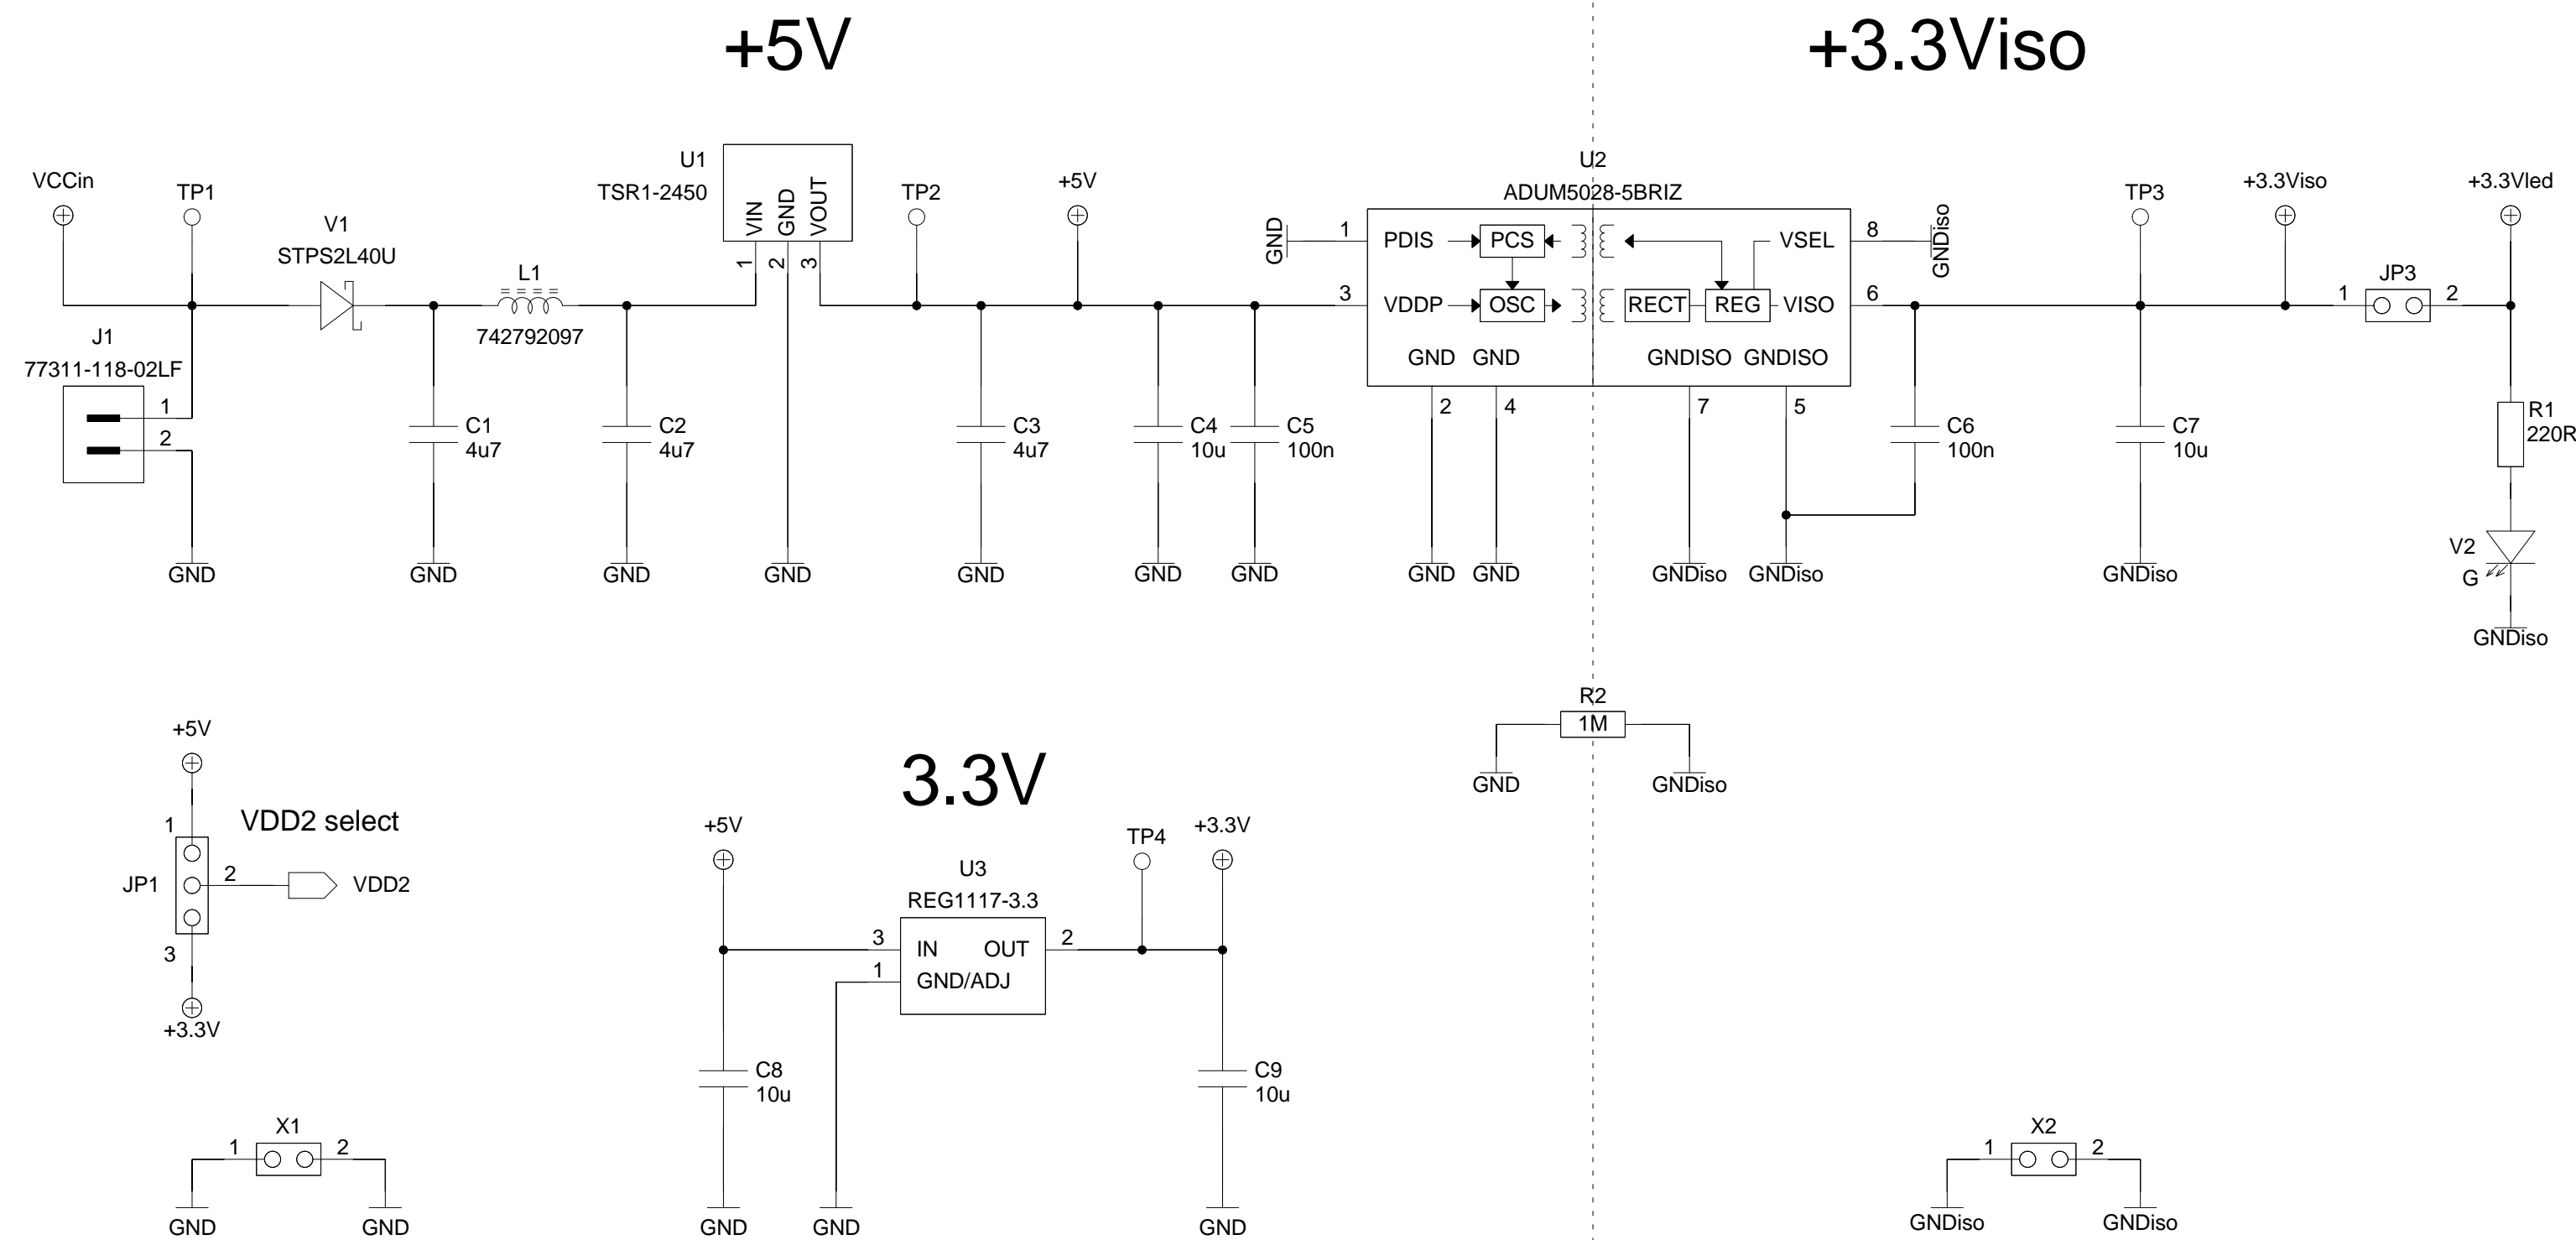 +5V
+3.3Viso
VCCin
TP1
V1
STPS2L40U
L1
742792097
U1
TSR1-2450
VIN
GND
VOUT
1
2
3
TP2
+5V
U2
ADUM5028-5BRIZ
GND
1
PDIS
PCS
VSEL
8
GNDiso
3
VDDP
OSC
RECT
REG
VISO
6
GND
GND
GNDISO
GNDISO
2
4
7
5
TP3
+3.3Viso
+3.3Vled
JP3
1
2
J1
77311-118-02LF
1
2
C1
4u7
C2
4u7
C3
4u7
C4
10u
C5
100n
C6
100n
C7
10u
R1
220R
V2
G
GND
GND
GND
GND
GND
GND
GND
GND
GND
GNDiso
GNDiso
GNDiso
GNDiso
R2
1M
GND
GNDiso
+5V
VDD2 select
1
JP1
2
VDD2
3
+3.3V
3.3V
+5V
TP4
+3.3V
U3
REG1117-3.3
3
IN
OUT
2
1
GND/ADJ
C8
10u
C9
10u
GND
GND
GND
X1
1
2
GND
GND
X2
1
2
GNDiso
GNDiso